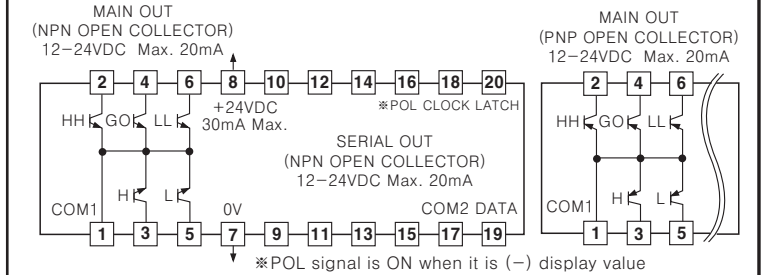 MAIN OUT
(NPN OPEN COLLECTOR)
12-24VDC Max. 20mA
2 4 6 8 10 12 14 16 18 20
+24VDC
30mA Max.
※POL CLOCK LATCH
HH GO LL
SERIAL OUT
(NPN OPEN COLLECTOR)
12-24VDC Max. 20mA
H L
COM1 0V COM2 DATA
1 3 5 7 9 11 13 15 17 19
※POL signal is ON when it is (-) display value
MAIN OUT
(PNP OPEN COLLECTOR)
12-24VDC Max. 20mA
2 4 6
HH GO LL
H L
COM1
1 3 5